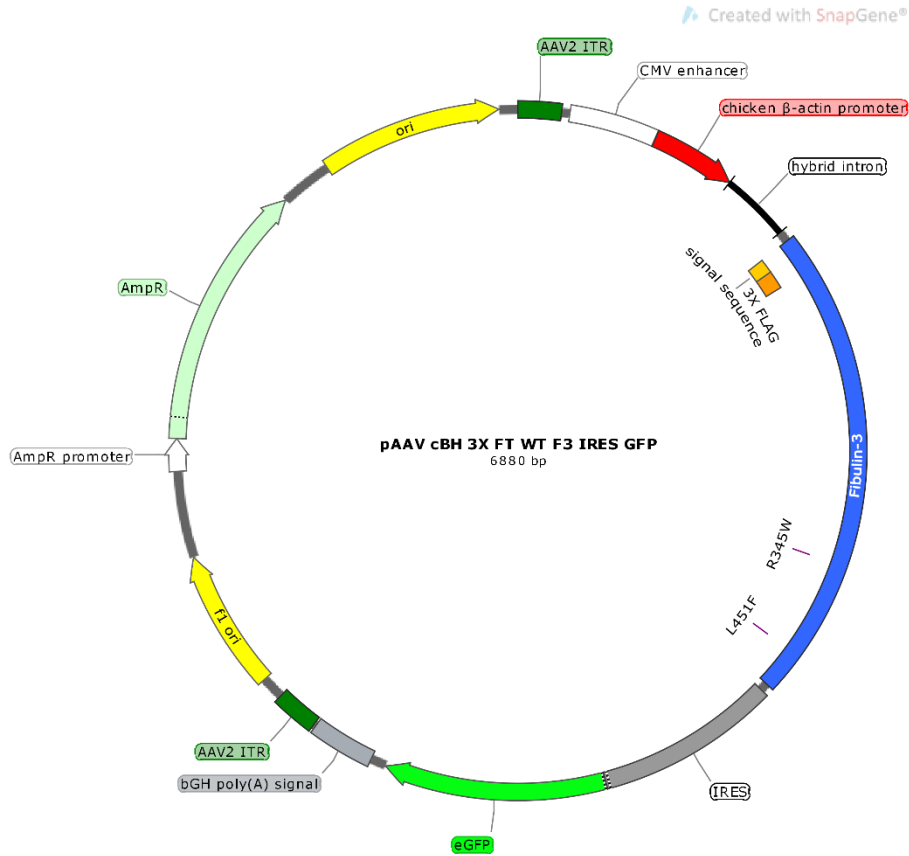 Created with SnapGene®
AAV2 ITR
CMV enhancer
chicken β-actin promoter
hybrid intron
ori
signal sequence
3X FLAG
AmpR
pAAV cBH 3X FT WT F3 IRES GFP
6880 bp
AmpR promoter
Fibulin-3
R345W
L451F
f1 ori
AAV2 ITR
bGH poly(A) signal
IRES
eGFP